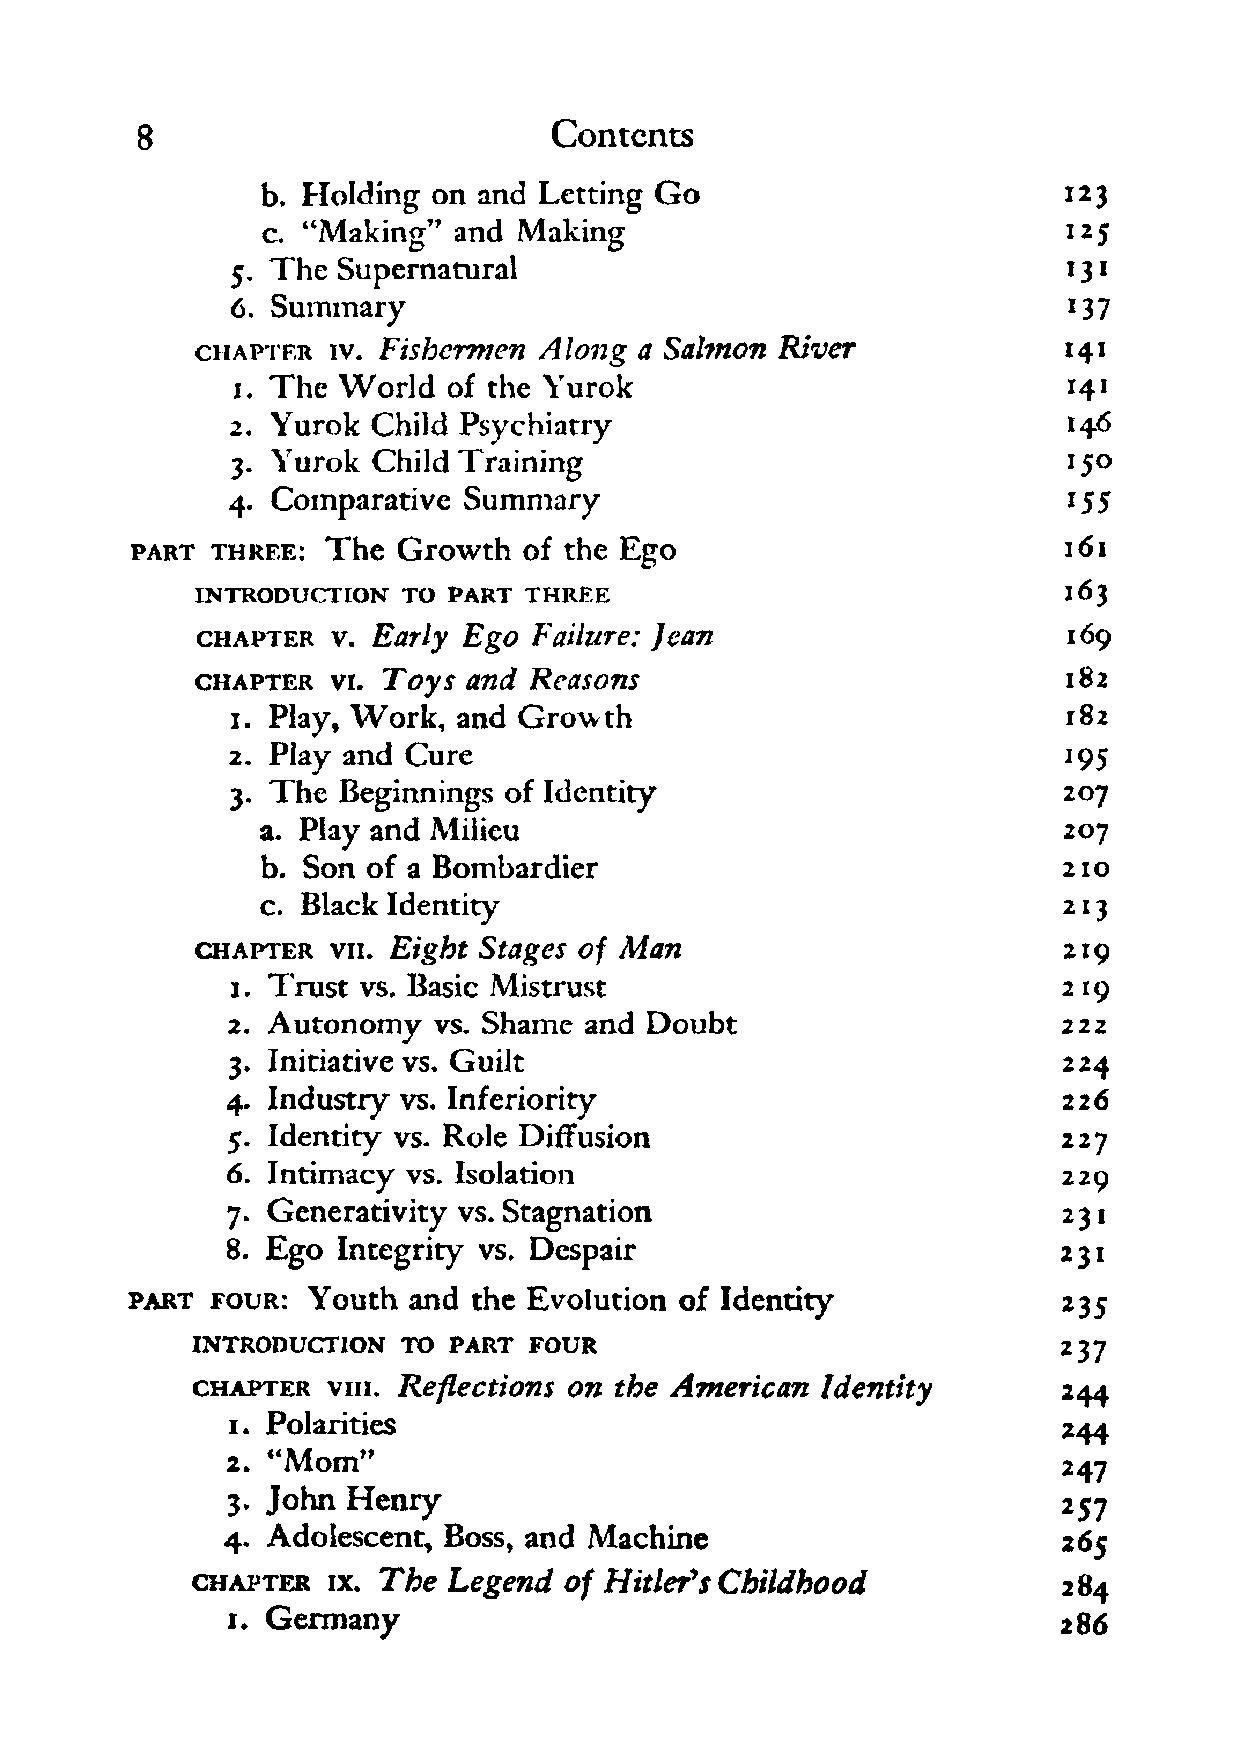 8 Contents
b. Holding on and Letting Go 123
c. "Making" and Making 125
5. The Supernatural 131
6. Summary 137
CHAPTER IV. Fishermen Along a Salmon River 141
1. The World of the Yurok 141
2. Yurok Child Psychiatry 146
3. Yurok Child Training 150
4. Comparative Summary 155
PART THREE: The Growth of the Ego 161
INTRODUCTION TO PART THREE 163
CHAPTER V. Early Ego Failure: Jean 169
CHAPTER VI. Toys and Reasons 182
1. Play, Work, and Growth 182
2. Play and Cure 195
3. The Beginnings of Identity 207
a. Play and Milieu 207
b. Son of a Bombardier 210
c. Black Identity 213
CHAPTER VII. Eight Stages of Man 219
1. Trust vs. Basic Mistrust 219
2. Autonomy vs. Shame and Doubt 222
3. Initiative vs. Guilt 224
4. Industry vs. Inferiority 226
5. Identity vs. Role Diffusion 227
6. Intimacy vs. Isolation 229
7. Generativity vs. Stagnation 231
8. Ego Integrity vs. Despair 231
PART FOUR: Youth and the Evolution of Identity 235
INTRODUCTION TO PART FOUR 237
CHAPTER VIII. Reflections on the American Identity 244
1. Polarities 244
2. "Mom" 247
3. John Henry 257
4. Adolescent, Boss, and Machine 265
CHAPTER IX. The Legend of Hitler's Childhood 284
1. Germany 286